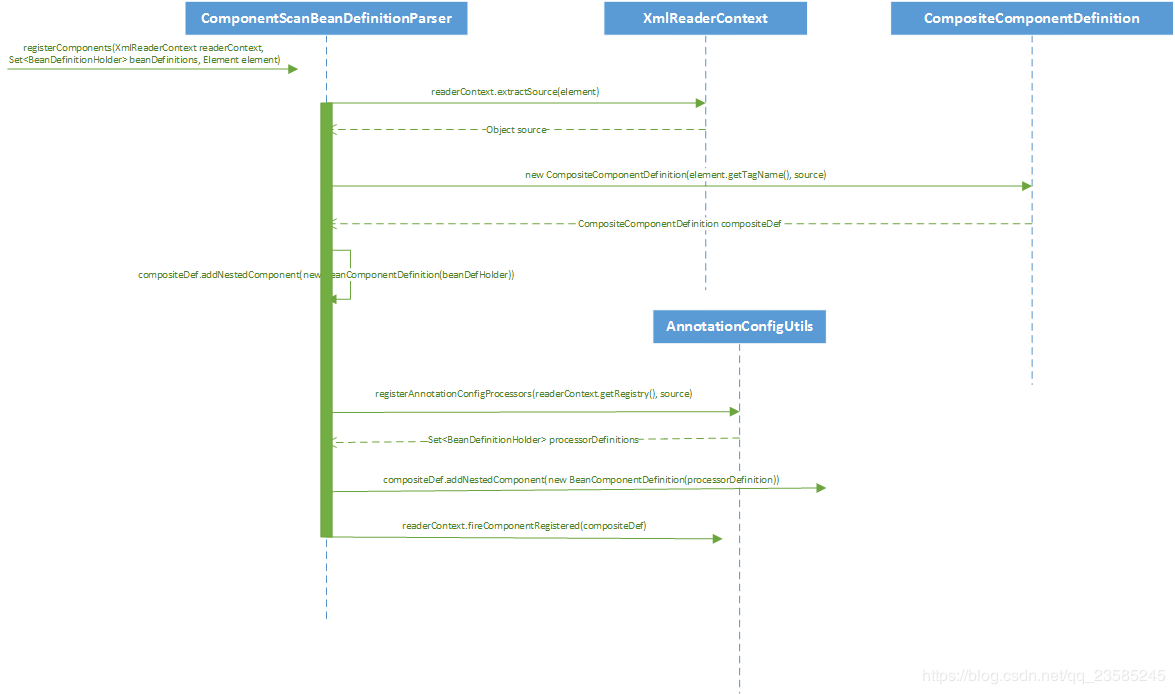 ComponentScanBeanDefinitionParser
XmlReaderContext
CompositeComponentDefinition
registerComponents(XmlReaderContext readerContext,
Set<BeanDefinitionHolder> beanDefinitions, Element element)
readerContext.extractSource(element)
Object source
new CompositeComponentDefinition(element.getTagName(), source)
CompositeComponentDefinition compositeDef
compositeDef.addNestedComponent(new BeanComponentDefinition(beanDefHolder))
AnnotationConfigUtils
registerAnnotationConfigProcessors(readerContext.getRegistry(), source)
Set<BeanDefinitionHolder> processorDefinitions
compositeDef.addNestedComponent(new BeanComponentDefinition(processorDefinition))
readerContext.fireComponentRegistered(compositeDef)
https://blog.csdn.net/qq_23585245